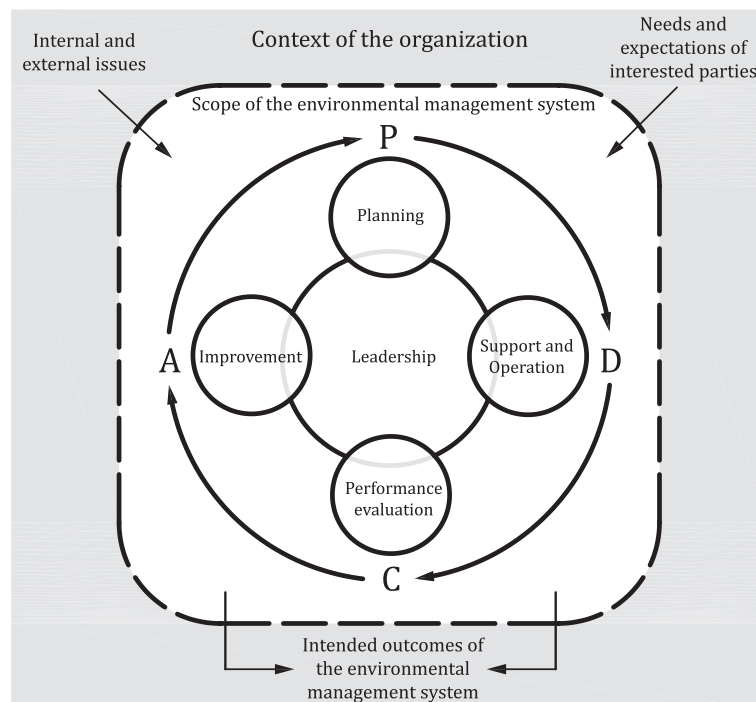 Internal and
external issues
Context of the organization
Needs and
expectations of
interested parties
Scope of the environmental management system
P
Planning
A
Improvement
Leadership
Support and
Operation
D
Performance
evaluation
C
Intended outcomes of
the environmental
management system